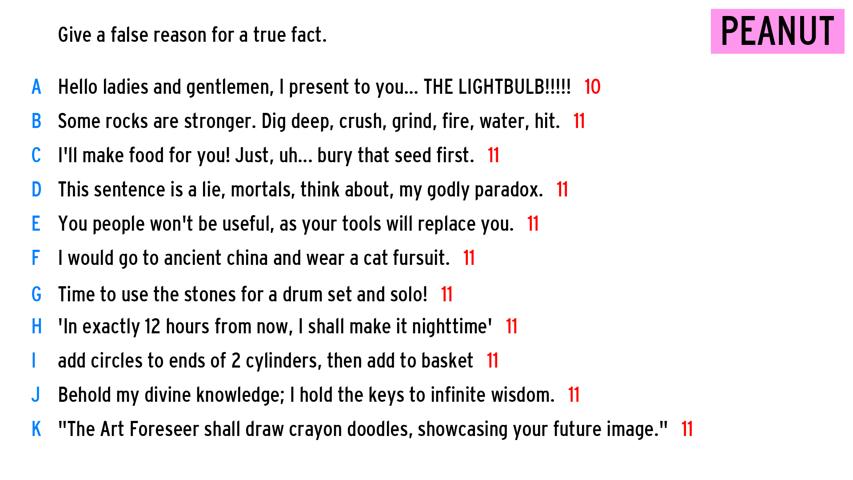 Give a false reason for a true fact.
PEANUT
A Hello ladies and gentlemen, I present to you... THE LIGHTBULB!!!!! 10
B Some rocks are stronger. Dig deep, crush, grind, fire, water, hit. 11
C I'll make food for you! Just, uh... bury that seed first. 11
D This sentence is a lie, mortals, think about, my godly paradox. 11
E You people won't be useful, as your tools will replace you. 11
F I would go to ancient china and wear a cat fursuit. 11
G Time to use the stones for a drum set and solo! 11
H 'In exactly 12 hours from now, I shall make it nighttime' 11
I add circles to ends of 2 cylinders, then add to basket 11
J Behold my divine knowledge; I hold the keys to infinite wisdom. 11
K "The Art Foreseer shall draw crayon doodles, showcasing your future image." 11